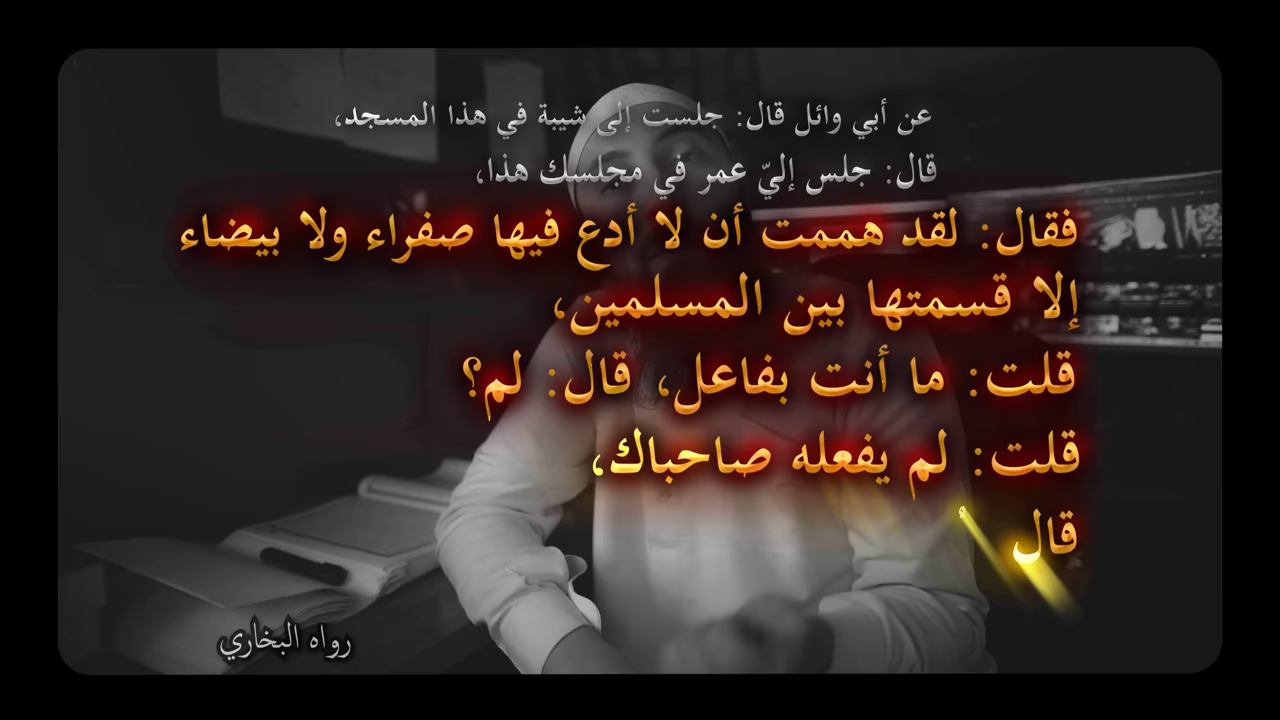 عن أبي وائل قال: جلست إلى شيبة في هذا المسجد،
قال: جلس إليّ عمر في مجلسك هذا،
فقال: لقد هممت أن لا أدع فيها صفراء ولا بيضاء
إلا قسمتها بين المسلمين،
قلت: ما أنت بفاعل، قال: لم؟
قلت: لم يفعله صاحباك،
قال
رواه البخاري